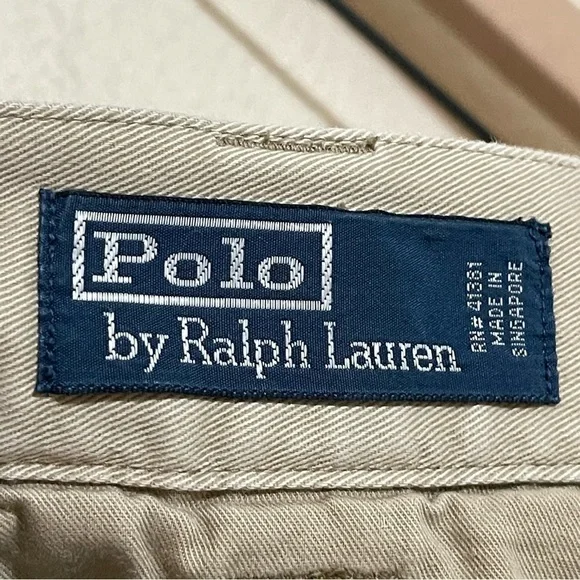 Polo
by Ralph Lauren
RN# 41381
MADE IN
SINGAPORE